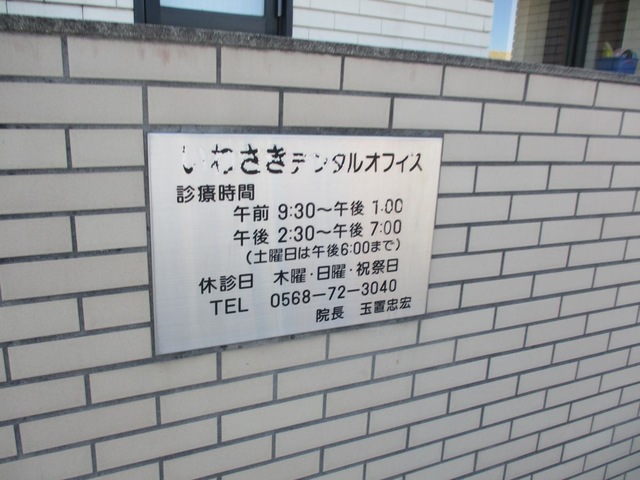 いわさきデンタルオフィス
診療時間
午前 9:30～午後 1:00
午後 2:30～午後 7:00
(土曜日は午後6:00まで)
休診日 木曜・日曜・祝祭日
TEL 0568-72-3040
院長 玉置忠宏